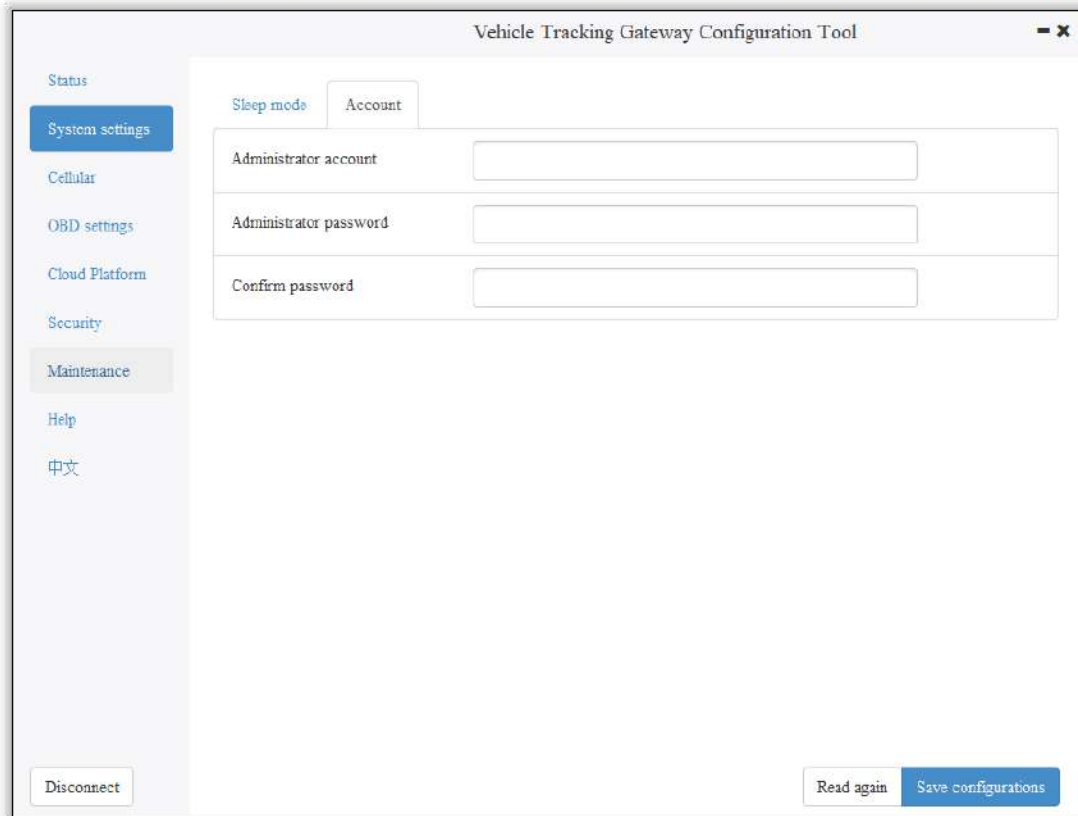 Vehicle Tracking Gateway Configuration Tool
Status
System settings
Cellular
OBD settings
Cloud Platform
Security
Maintenance
Help
中文
Disconnect
Sleep mode Account
Administrator account
Administrator password
Confirm password
Read again Save configurations